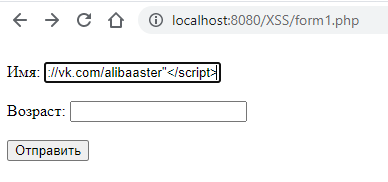 localhost:8080/XSS/form1.php
Имя: ://vk.com/alibaaster"</script>
Возраст:
Отправить